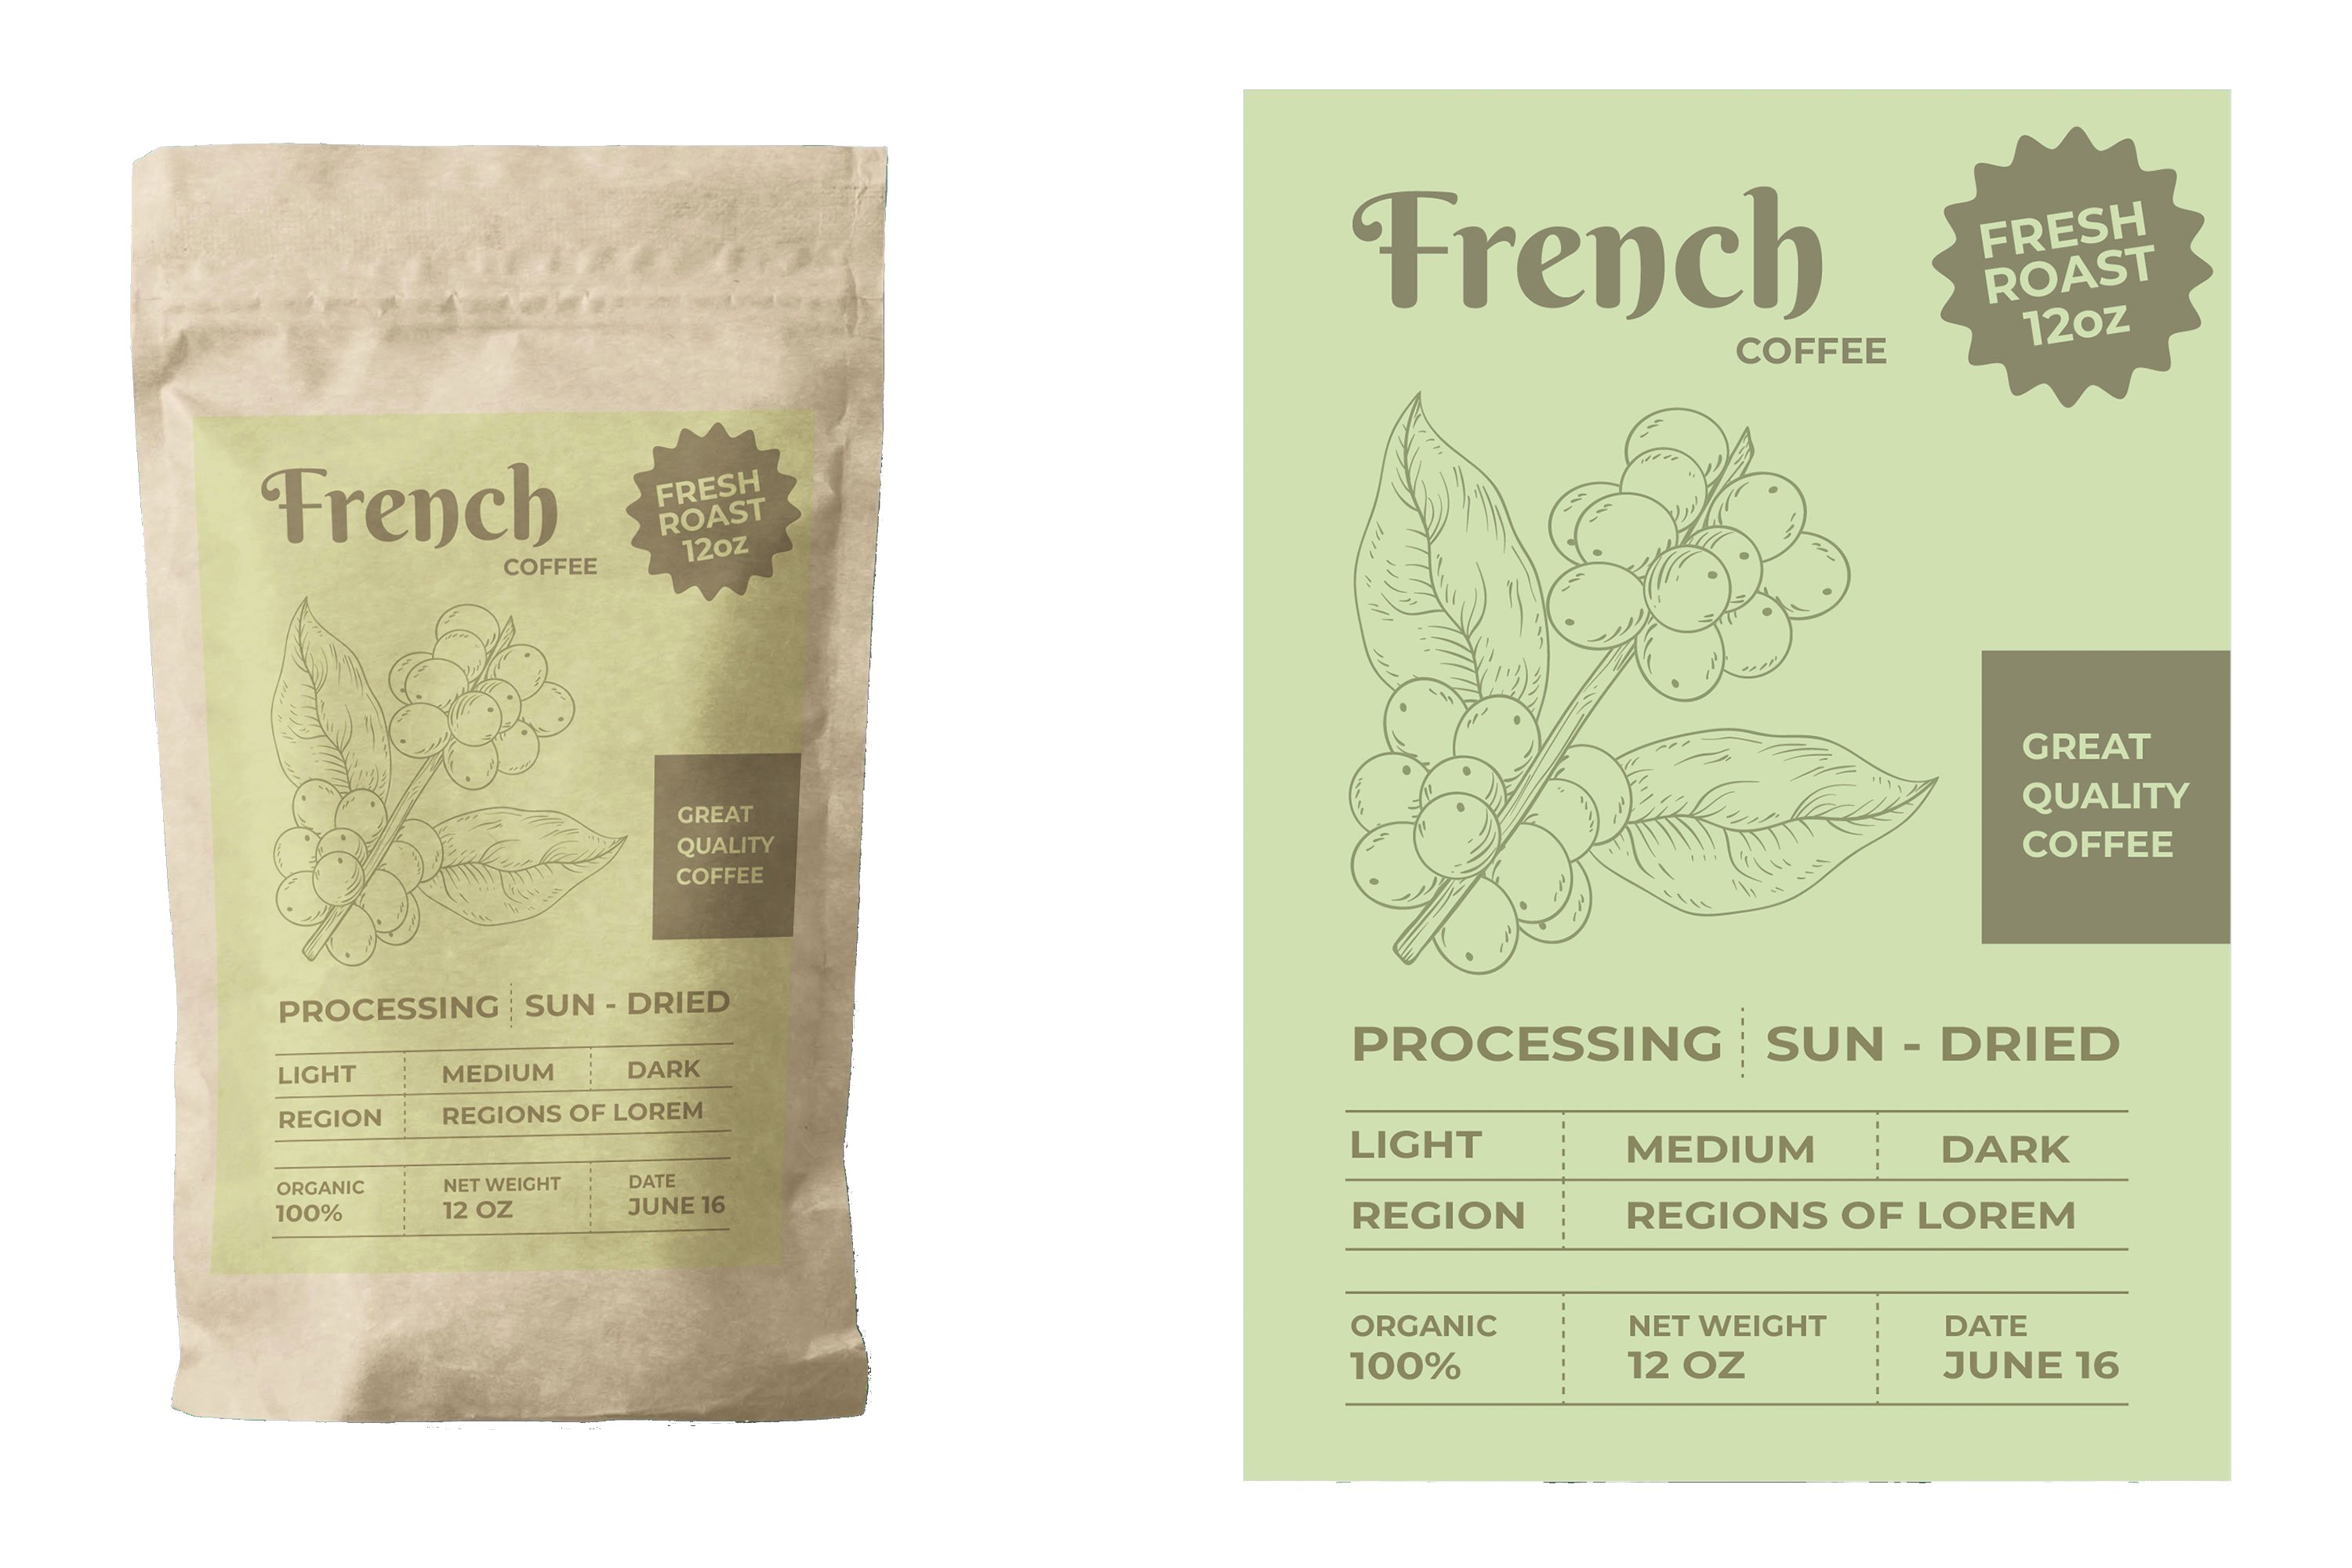 French
COFFEE
FRESH
ROAST
12oz
GREAT
QUALITY
COFFEE
PROCESSING SUN - DRIED
LIGHT MEDIUM DARK
REGION REGIONS OF LOREM
ORGANIC NET WEIGHT DATE
100% 12 OZ JUNE 16
French
COFFEE
FRESH
ROAST
12oz
GREAT
QUALITY
COFFEE
PROCESSING SUN - DRIED
LIGHT MEDIUM DARK
REGION REGIONS OF LOREM
ORGANIC NET WEIGHT DATE
100% 12 OZ JUNE 16